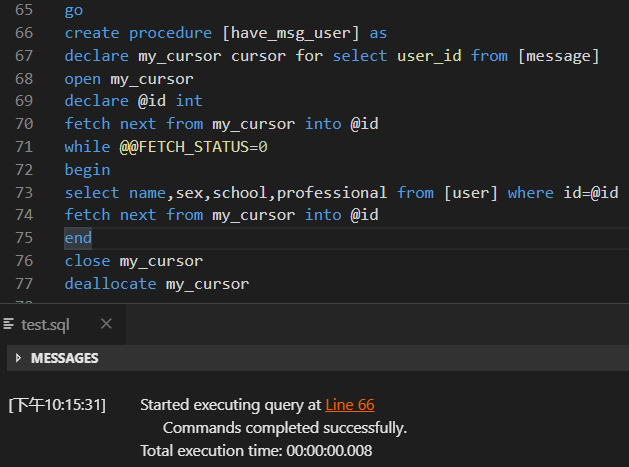 65 go
66 create procedure [have_msg_user] as
67 declare my_cursor cursor for select user_id from [message]
68 open my_cursor
69 declare @id int
70 fetch next from my_cursor into @id
71 while @@FETCH_STATUS=0
72 begin
73 select name,sex,school,professional from [user] where id=@id
74 fetch next from my_cursor into @id
75 end
76 close my_cursor
77 deallocate my_cursor
test.sql
MESSAGES
[下午10:15:31] Started executing query at Line 66
Commands completed successfully.
Total execution time: 00:00:00.008